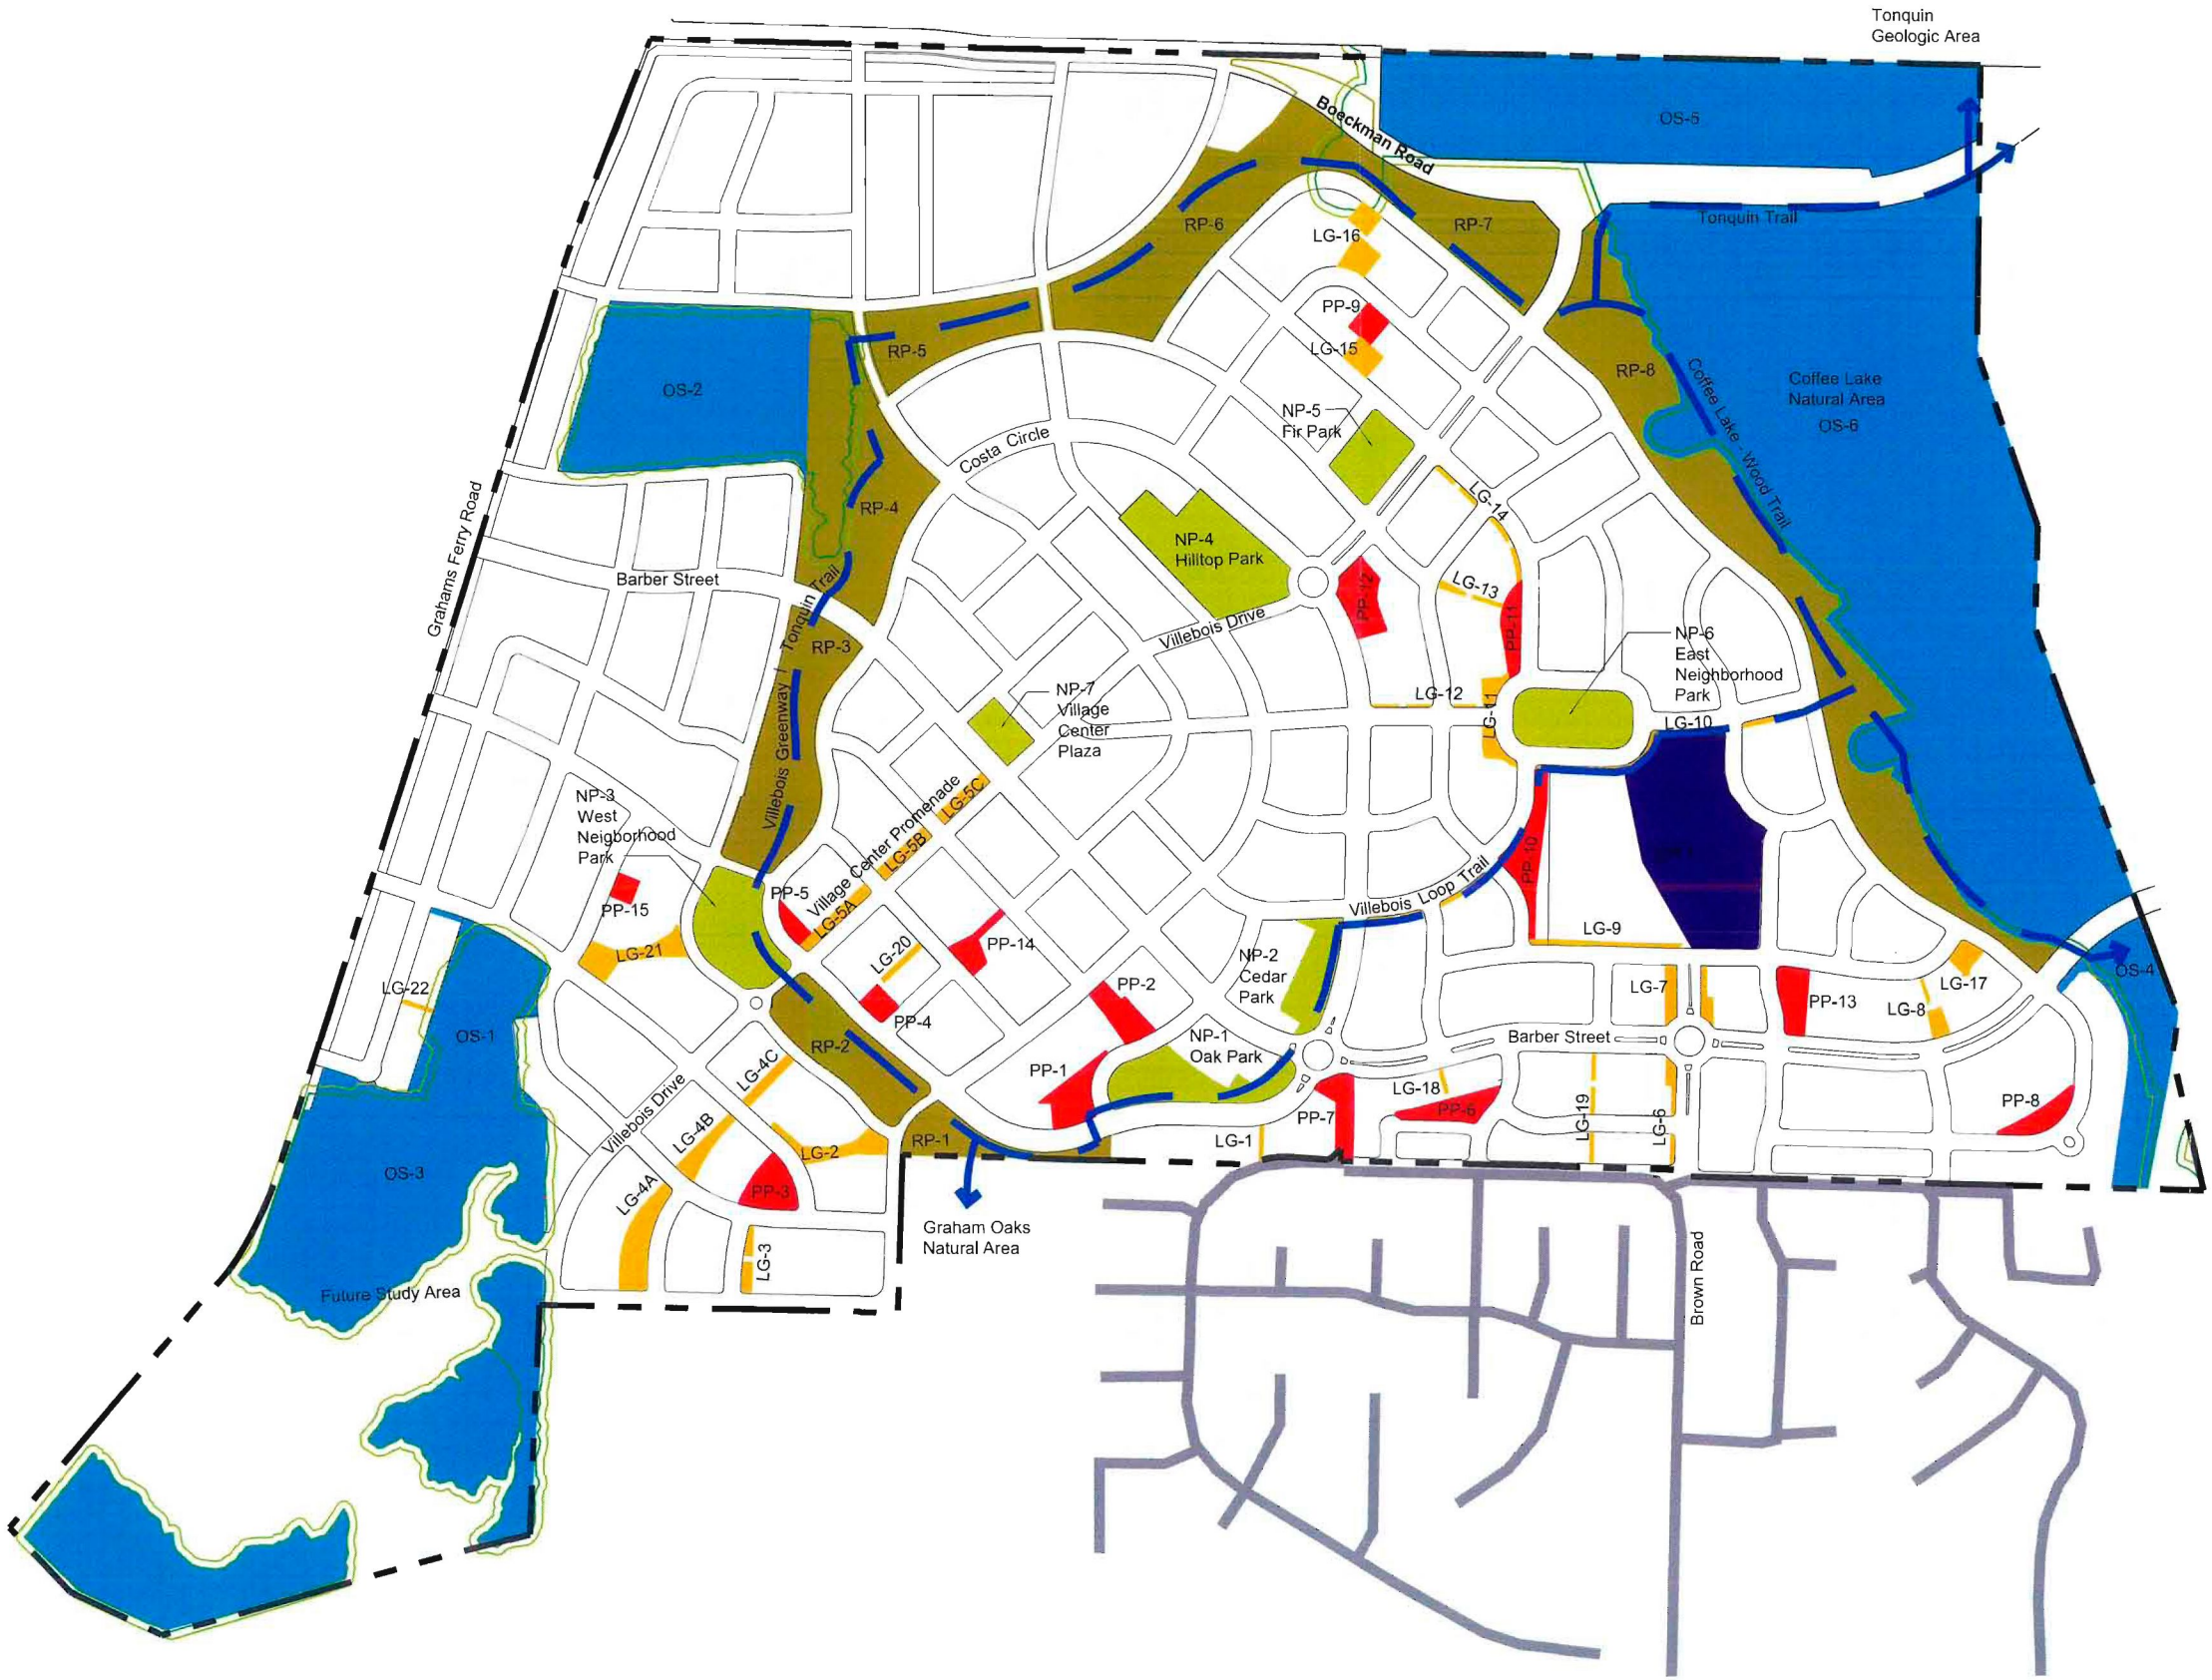 Tonquin
Geologic Area
OS-5
Boeckman Road
Tonquin Trail
RP-6
RP-7
LG-16
PP-9
LG-15
RP-5
RP-8
OS-2
Coffee Lake
Natural Area
OS-6
Coffee Lake - Wood Trail
NP-5
Fir Park
Costa Circle
RP-4
LG-14
NP-4
Hilltop Park
Grahams Ferry Road
Barber Street
Tonquin Trail
LG-13
PP-12
PP-11
Villebois Drive
RP-3
NP-6
East
Neighborhood
Park
NP-7
Village
Center
Plaza
LG-12
LG-11
LG-10
Villebois Greenway /
Village Center Promenade
LG-5C
LG-5B
LG-5A
NP-3
West
Neigborhood
Park
PP-5
PP-15
PP-10
Villebois Loop Trail
LG-9
LG-21
LG-20
PP-14
NP-2
Cedar
Park
OS-4
LG-22
PP-4
PP-2
LG-7
PP-13
LG-17
LG-8
OS-1
RP-2
NP-1
Oak Park
Barber Street
LG-4C
PP-1
LG-18
PP-6
PP-7
LG-19
LG-6
PP-8
Villebois Drive
LG-4B
LG-2
RP-1
LG-1
OS-3
LG-4A
PP-3
LG-3
Graham Oaks
Natural Area
Future Study Area
Brown Road